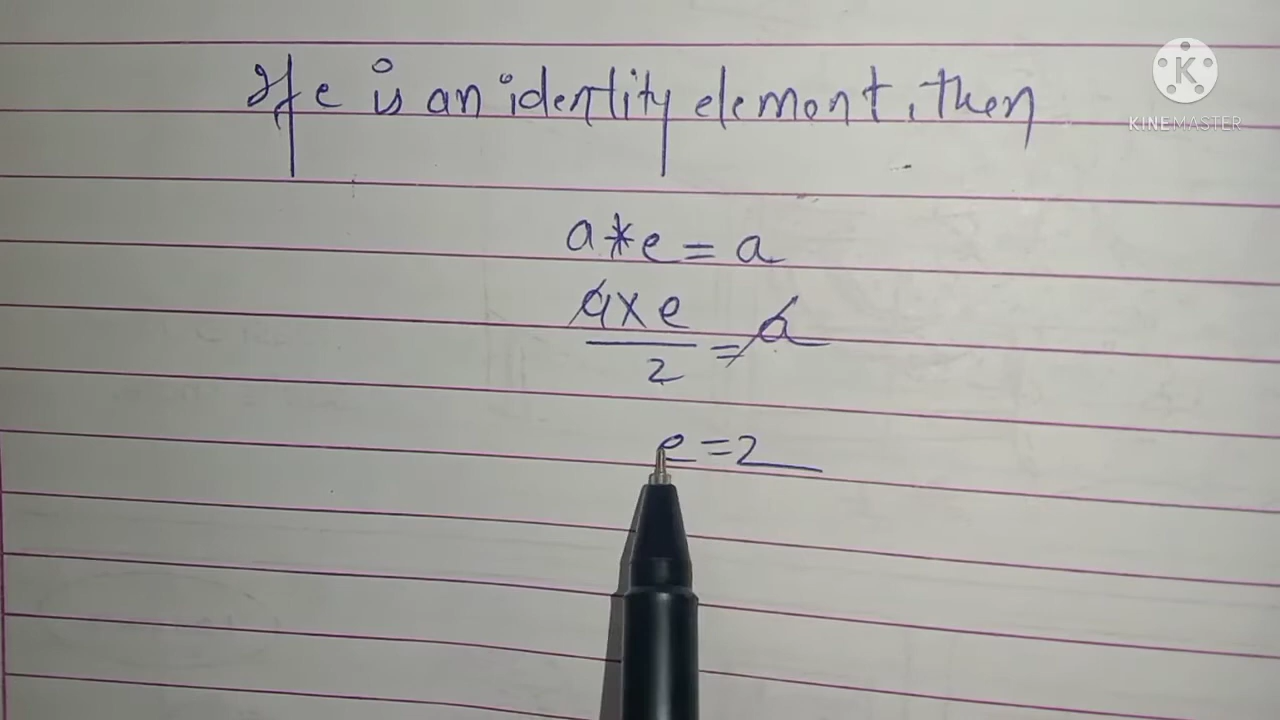 If e is an identity element, then
K
KINEMASTER
a*e = a
a×e/2 = a
e=2